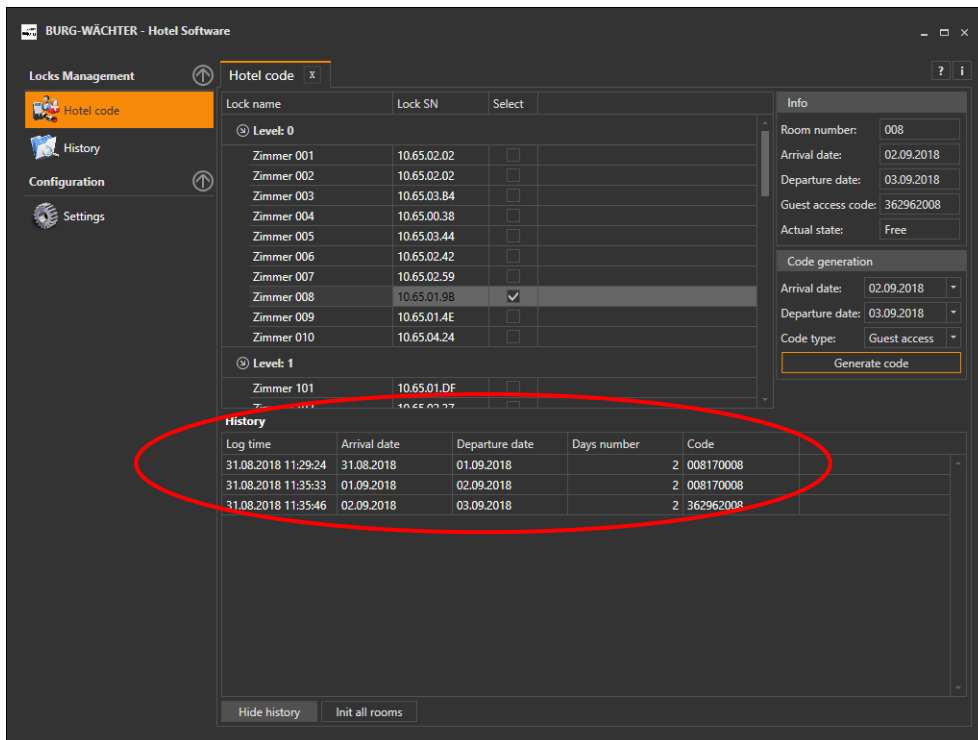 BURG-WÄCHTER - Hotel Software
Locks Management
Hotel code
History
Configuration
Settings
Hotel code x
? i
Lock name Lock SN Select
Level: 0
Zimmer 001 10.65.02.02
Zimmer 002 10.65.02.02
Zimmer 003 10.65.03.B4
Zimmer 004 10.65.00.38
Zimmer 005 10.65.03.44
Zimmer 006 10.65.02.42
Zimmer 007 10.65.02.59
Zimmer 008 10.65.01.9B
Zimmer 009 10.65.01.4E
Zimmer 010 10.65.04.24
Level: 1
Zimmer 101 10.65.01.DF
Info
Room number: 008
Arrival date: 02.09.2018
Departure date: 03.09.2018
Guest access code: 362962008
Actual state: Free
Code generation
Arrival date: 02.09.2018
Departure date: 03.09.2018
Code type: Guest access
Generate code
History
Log time Arrival date Departure date Days number Code
31.08.2018 11:29:24 31.08.2018 01.09.2018 2 008170008
31.08.2018 11:35:33 01.09.2018 02.09.2018 2 008170008
31.08.2018 11:35:46 02.09.2018 03.09.2018 2 362962008
Hide history Init all rooms